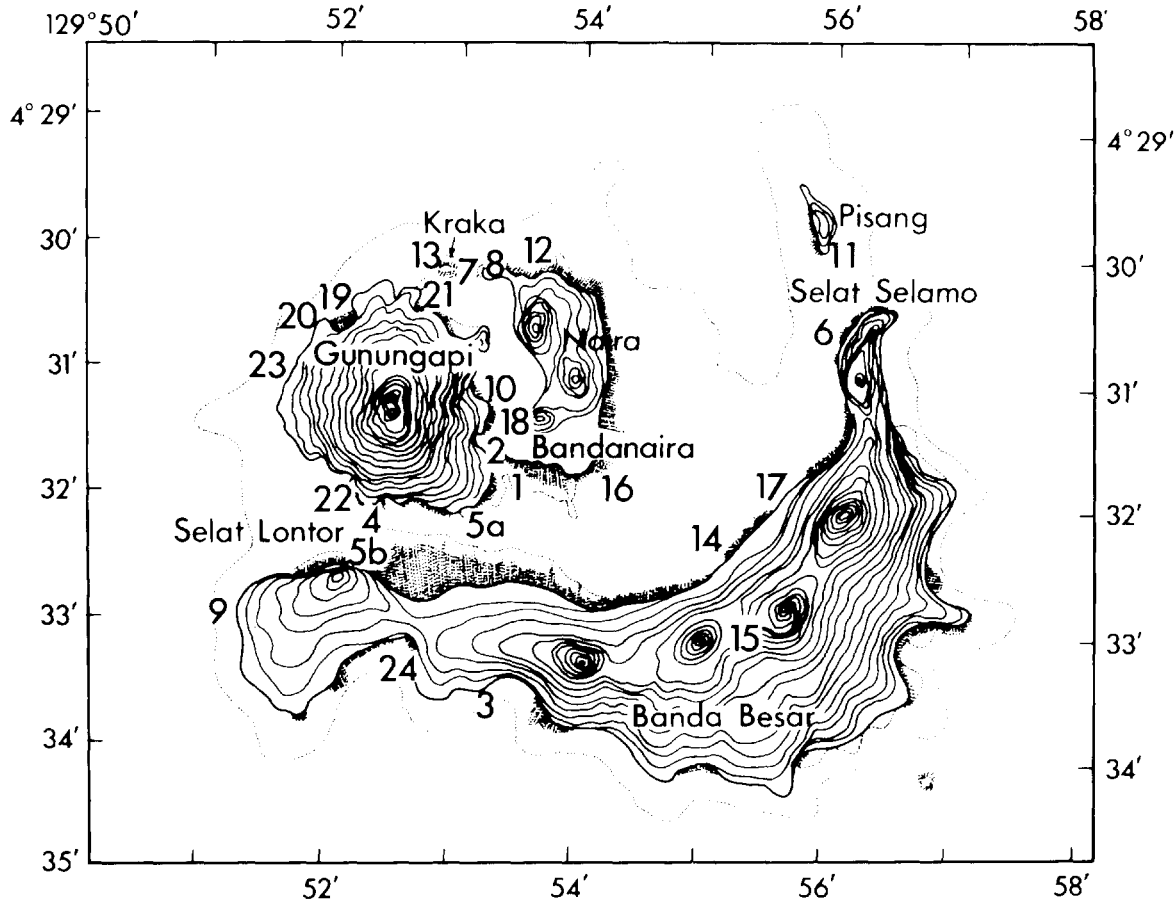 129° 50′ 52′ 54′ 56′ 58′
4° 29′
4° 29′
Kraka
Pisang
30′ 13 7 8 12 11 30′
Selat Selamo
19 21
20 6
Gunungapi Naira
23
31′ 10 31′
18
2 Bandanaira
1 16 17
32′ 22 32′
4 5a
Selat Lontor 14
5b
33′ 9 15 33′
24
3 Banda Besar
34′ 34′
35′
52′ 54′ 56′ 58′